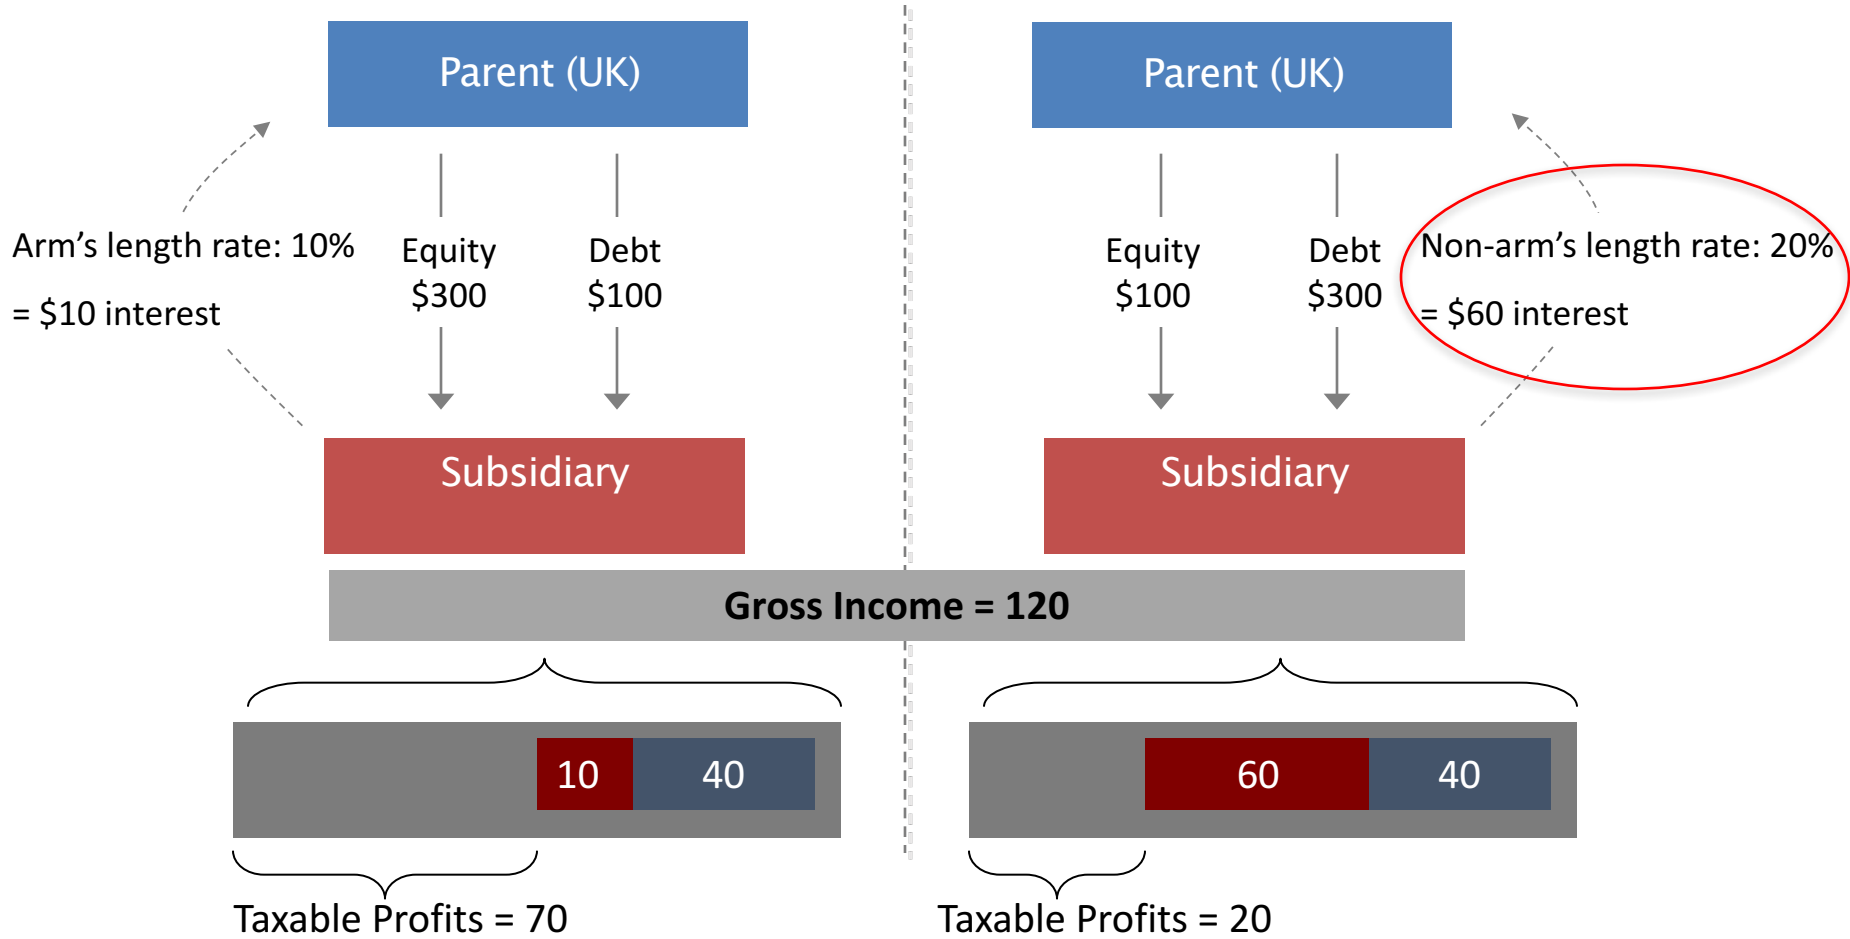 Parent (UK)
Arm’s length rate: 10%
= $10 interest
Equity
$300
Debt
$100
Subsidiary
Parent (UK)
Equity
$100
Debt
$300
Non-arm’s length rate: 20%
= $60 interest
Subsidiary
Gross Income = 120
10
40
Taxable Profits = 70
60
40
Taxable Profits = 20